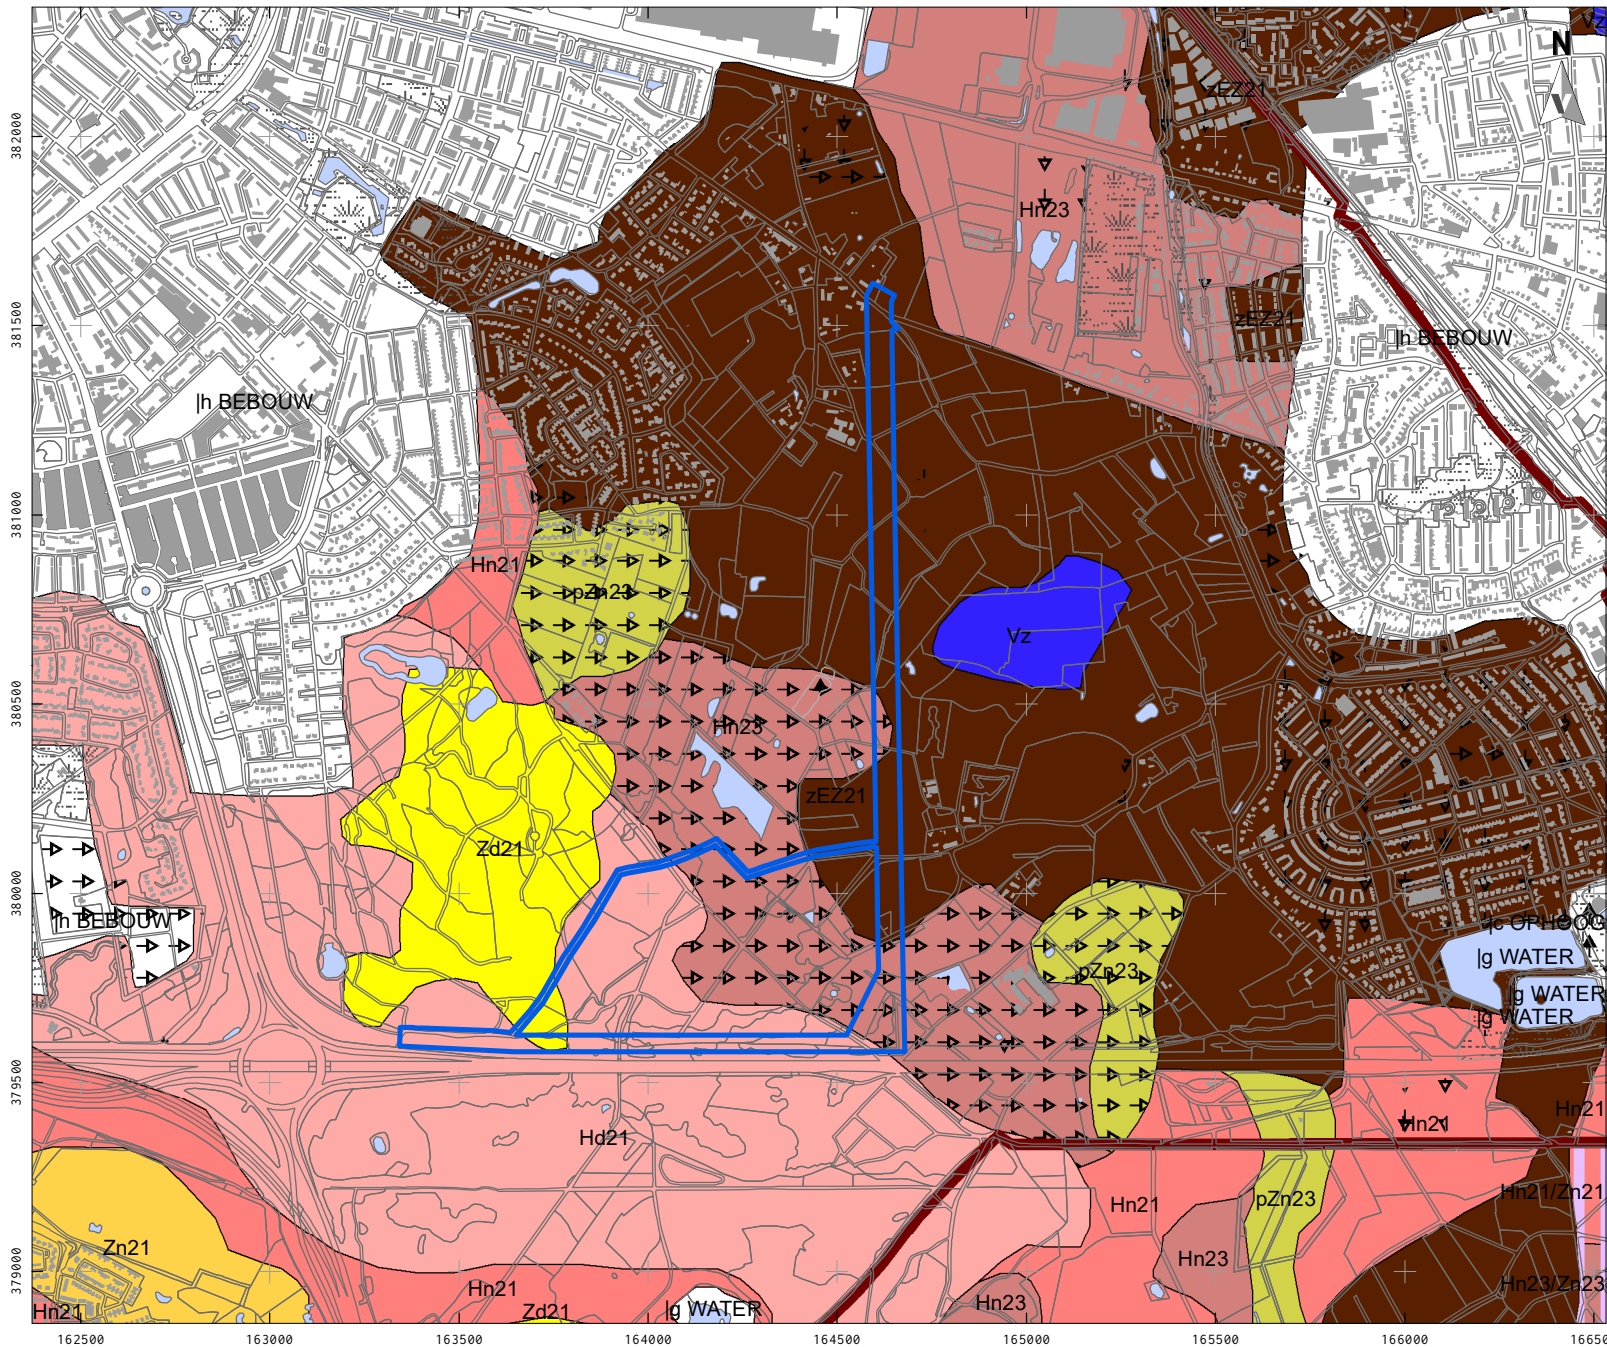 Vz
N
zEZ21
382000
Hn23
381500
zEZ21
|h BEBOUW
|h BEBOUW
381000
Hn21
pZn23
Vz
380500
Hn23
zEZ21
Zd21
380000
|h BEBOUW
|c OPHOOG
|g WATER
pZn23
|g WATER
|g WATER
379500
Hn21
Hn21
Hd21
Hn21/Zn21
Hn21
pZn23
Zn21
Hn23
379000
Hn21
Hn23/Zn23
Hn23
Hn21
Zd21
|g WATER
162500 163000 163500 164000 164500 165000 165500 166000 16650